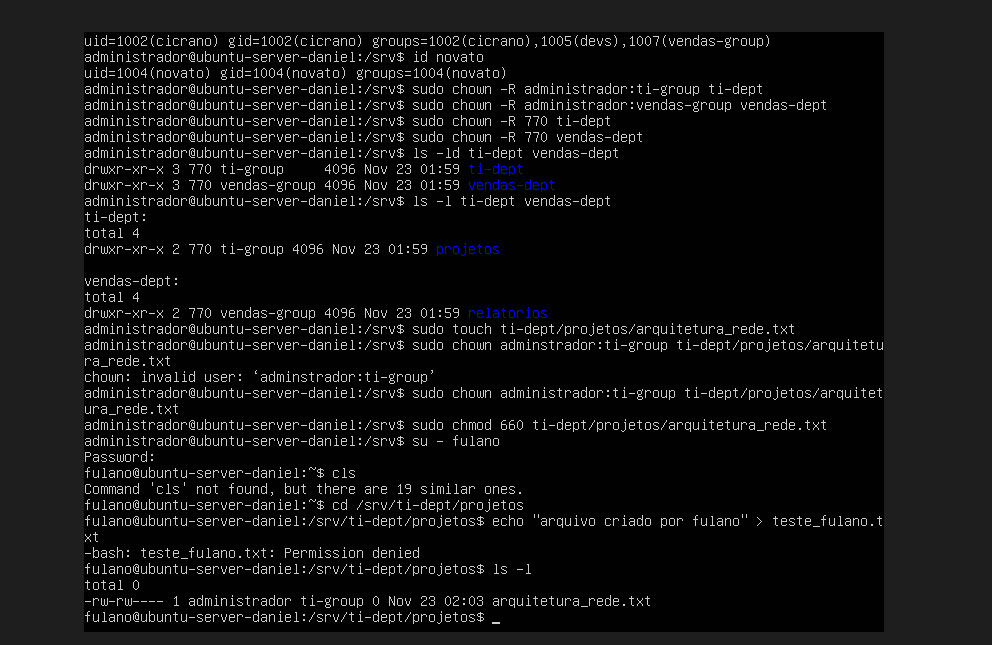 uid=1002(cicrano) gid=1002(cicrano) groups=1002(cicrano),1005(devs),1007(vendas-group)
administrador@ubuntu-server-daniel:/srv$ id novato
uid=1004(novato) gid=1004(novato) groups=1004(novato)
administrador@ubuntu-server-daniel:/srv$ sudo chown -R administrador:ti-group ti-dept
administrador@ubuntu-server-daniel:/srv$ sudo chown -R administrador:vendas-group vendas-dept
administrador@ubuntu-server-daniel:/srv$ sudo chown -R 770 ti-dept
administrador@ubuntu-server-daniel:/srv$ sudo chown -R 770 vendas-dept
administrador@ubuntu-server-daniel:/srv$ ls -ld ti-dept vendas-dept
drwxr-xr-x 3 770 ti-group     4096 Nov 23 01:59 ti-dept
drwxr-xr-x 3 770 vendas-group 4096 Nov 23 01:59 vendas-dept
administrador@ubuntu-server-daniel:/srv$ ls -l ti-dept vendas-dept
ti-dept:
total 4
drwxr-xr-x 2 770 ti-group 4096 Nov 23 01:59 projetos
vendas-dept:
total 4
drwxr-xr-x 2 770 vendas-group 4096 Nov 23 01:59 relatorios
administrador@ubuntu-server-daniel:/srv$ sudo touch ti-dept/projetos/arquitetura_rede.txt
administrador@ubuntu-server-daniel:/srv$ sudo chown adminstrador:ti-group ti-dept/projetos/arquitetu
ra_rede.txt
chown: invalid user: ‘adminstrador:ti-group’
administrador@ubuntu-server-daniel:/srv$ sudo chown administrador:ti-group ti-dept/projetos/arquitet
ura_rede.txt
administrador@ubuntu-server-daniel:/srv$ sudo chmod 660 ti-dept/projetos/arquitetura_rede.txt
administrador@ubuntu-server-daniel:/srv$ su - fulano
Password:
fulano@ubuntu-server-daniel:~$ cls
Command 'cls' not found, but there are 19 similar ones.
fulano@ubuntu-server-daniel:~$ cd /srv/ti-dept/projetos
fulano@ubuntu-server-daniel:/srv/ti-dept/projetos$ echo "arquivo criado por fulano" > teste_fulano.t
xt
-bash: teste_fulano.txt: Permission denied
fulano@ubuntu-server-daniel:/srv/ti-dept/projetos$ ls -l
total 0
-rw-rw---- 1 administrador ti-group 0 Nov 23 02:03 arquitetura_rede.txt
fulano@ubuntu-server-daniel:/srv/ti-dept/projetos$ _